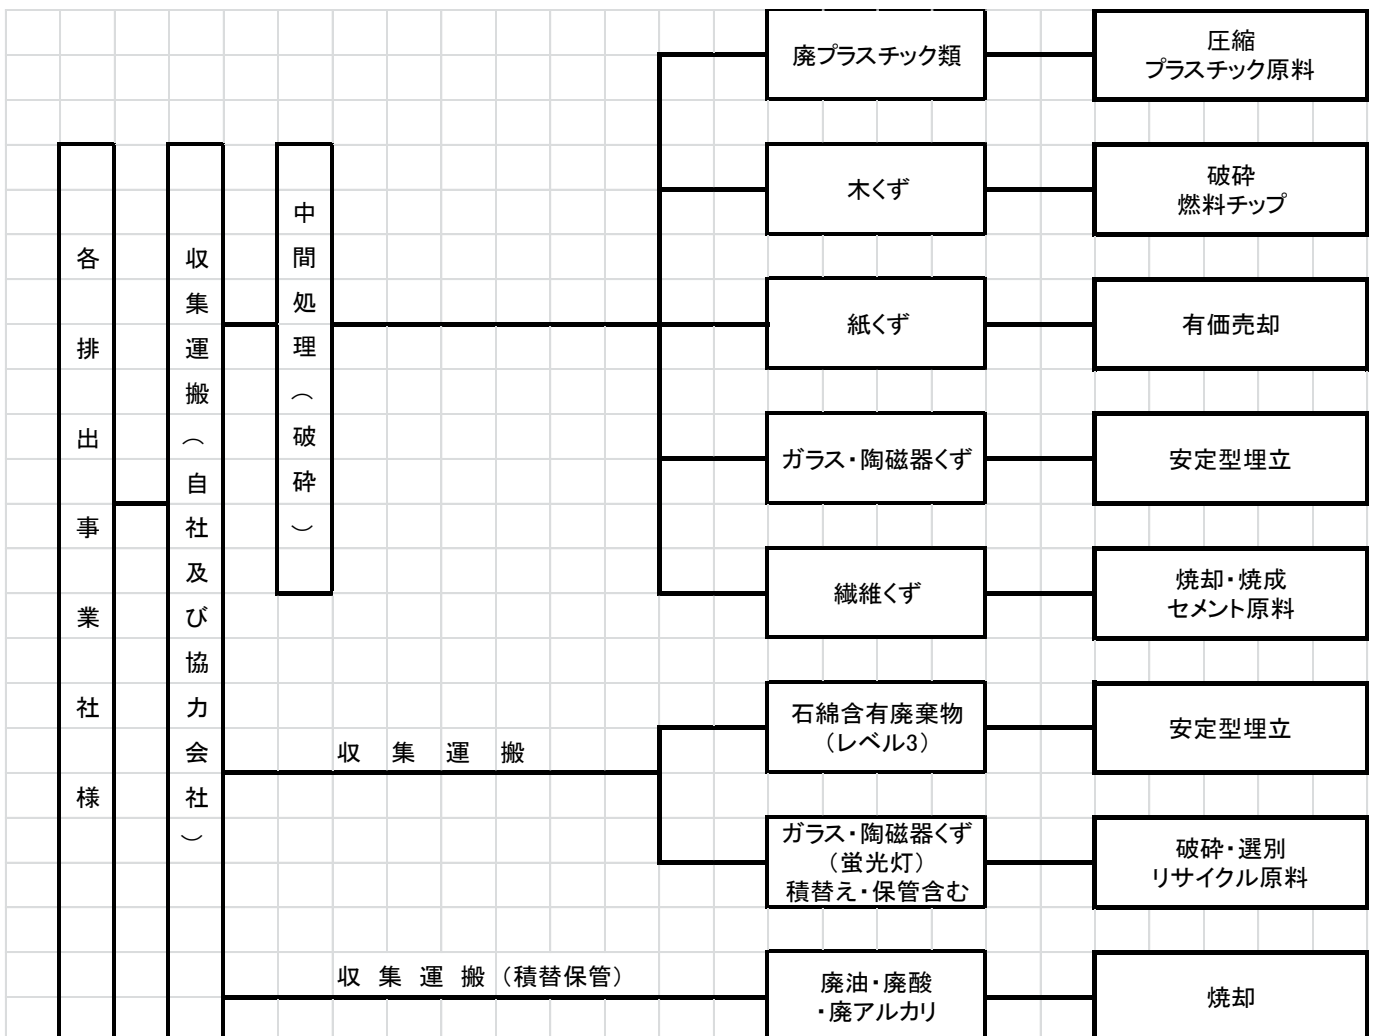 各排出事業社様
収集運搬（自社及び協力会社）
中間処理（破砕）
廃プラスチック類
圧縮
プラスチック原料
木くず
破砕
燃料チップ
紙くず
有価売却
ガラス・陶磁器くず
安定型埋立
繊維くず
焼却・焼成
セメント原料
収集運搬
石綿含有廃棄物
（レベル3）
安定型埋立
ガラス・陶磁器くず
（蛍光灯）
積替え・保管含む
破砕・選別
リサイクル原料
収集運搬（積替保管）
廃油・廃酸
・廃アルカリ
焼却